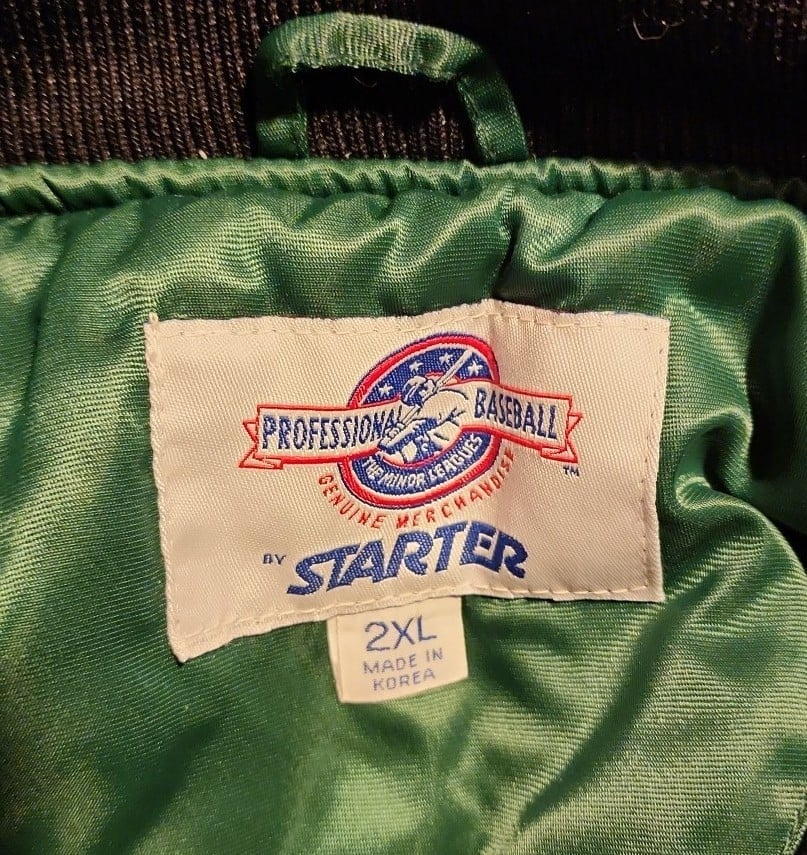 PROFESSIONAL BASEBALL
THE MINOR LEAGUES
TM
GENUINE MERCHANDISE
BY STARTER
2XL
MADE IN
KOREA